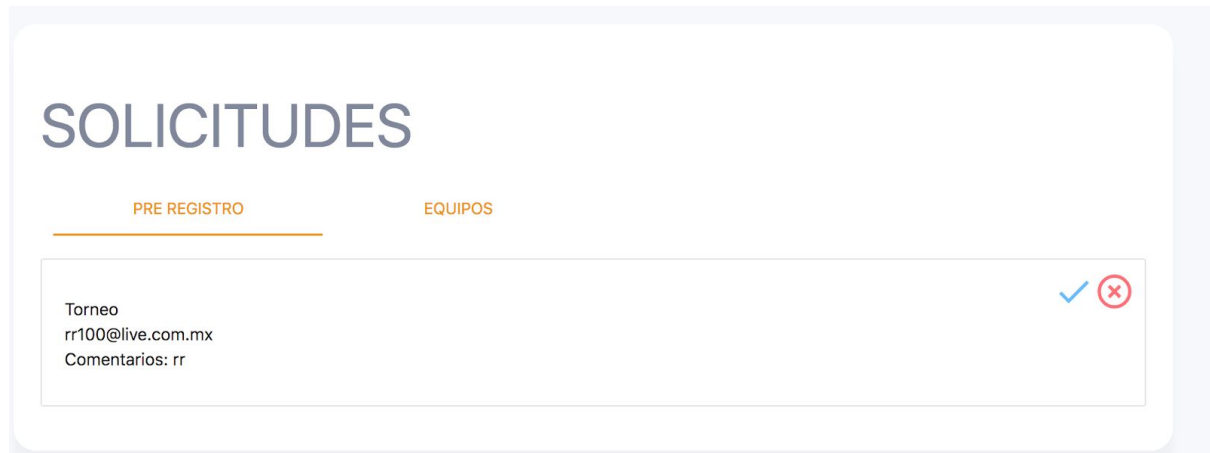 SOLICITUDES
PRE REGISTRO
EQUIPOS
Torneo
rr100@live.com.mx
Comentarios: rr